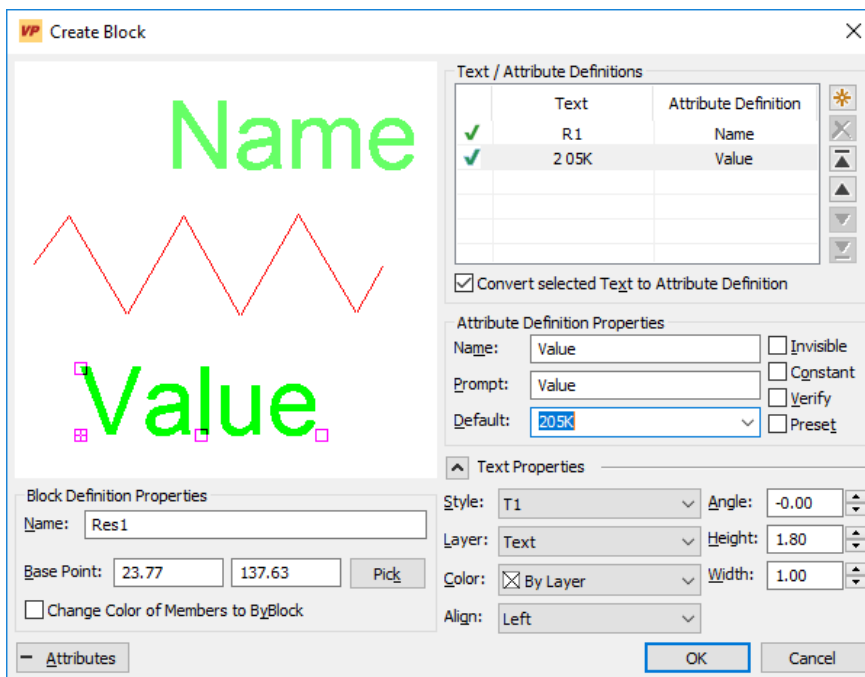 VP Create Block
Name
Value
Text / Attribute Definitions
Text Attribute Definition
R1 Name
2 05K Value
Convert selected Text to Attribute Definition
Attribute Definition Properties
Name: Value
Prompt: Value
Default: 205K
Invisible
Constant
Verify
Preset
Text Properties
Style: T1
Layer: Text
Color: By Layer
Align: Left
Angle: -0.00
Height: 1.80
Width: 1.00
Block Definition Properties
Name: Res1
Base Point: 23.77 137.63 Pick
Change Color of Members to ByBlock
Attributes
OK Cancel